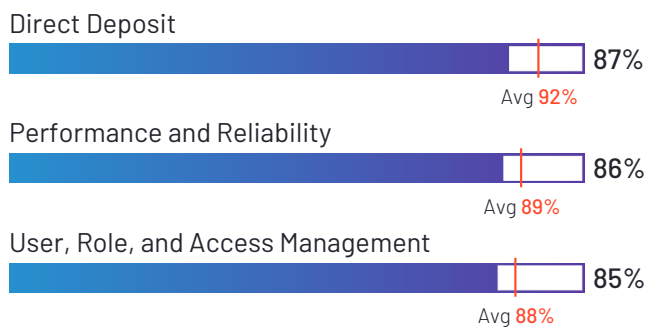 Direct Deposit
87%
Avg 92%
Performance and Reliability
86%
Avg 89%
User, Role, and Access Management
85%
Avg 88%